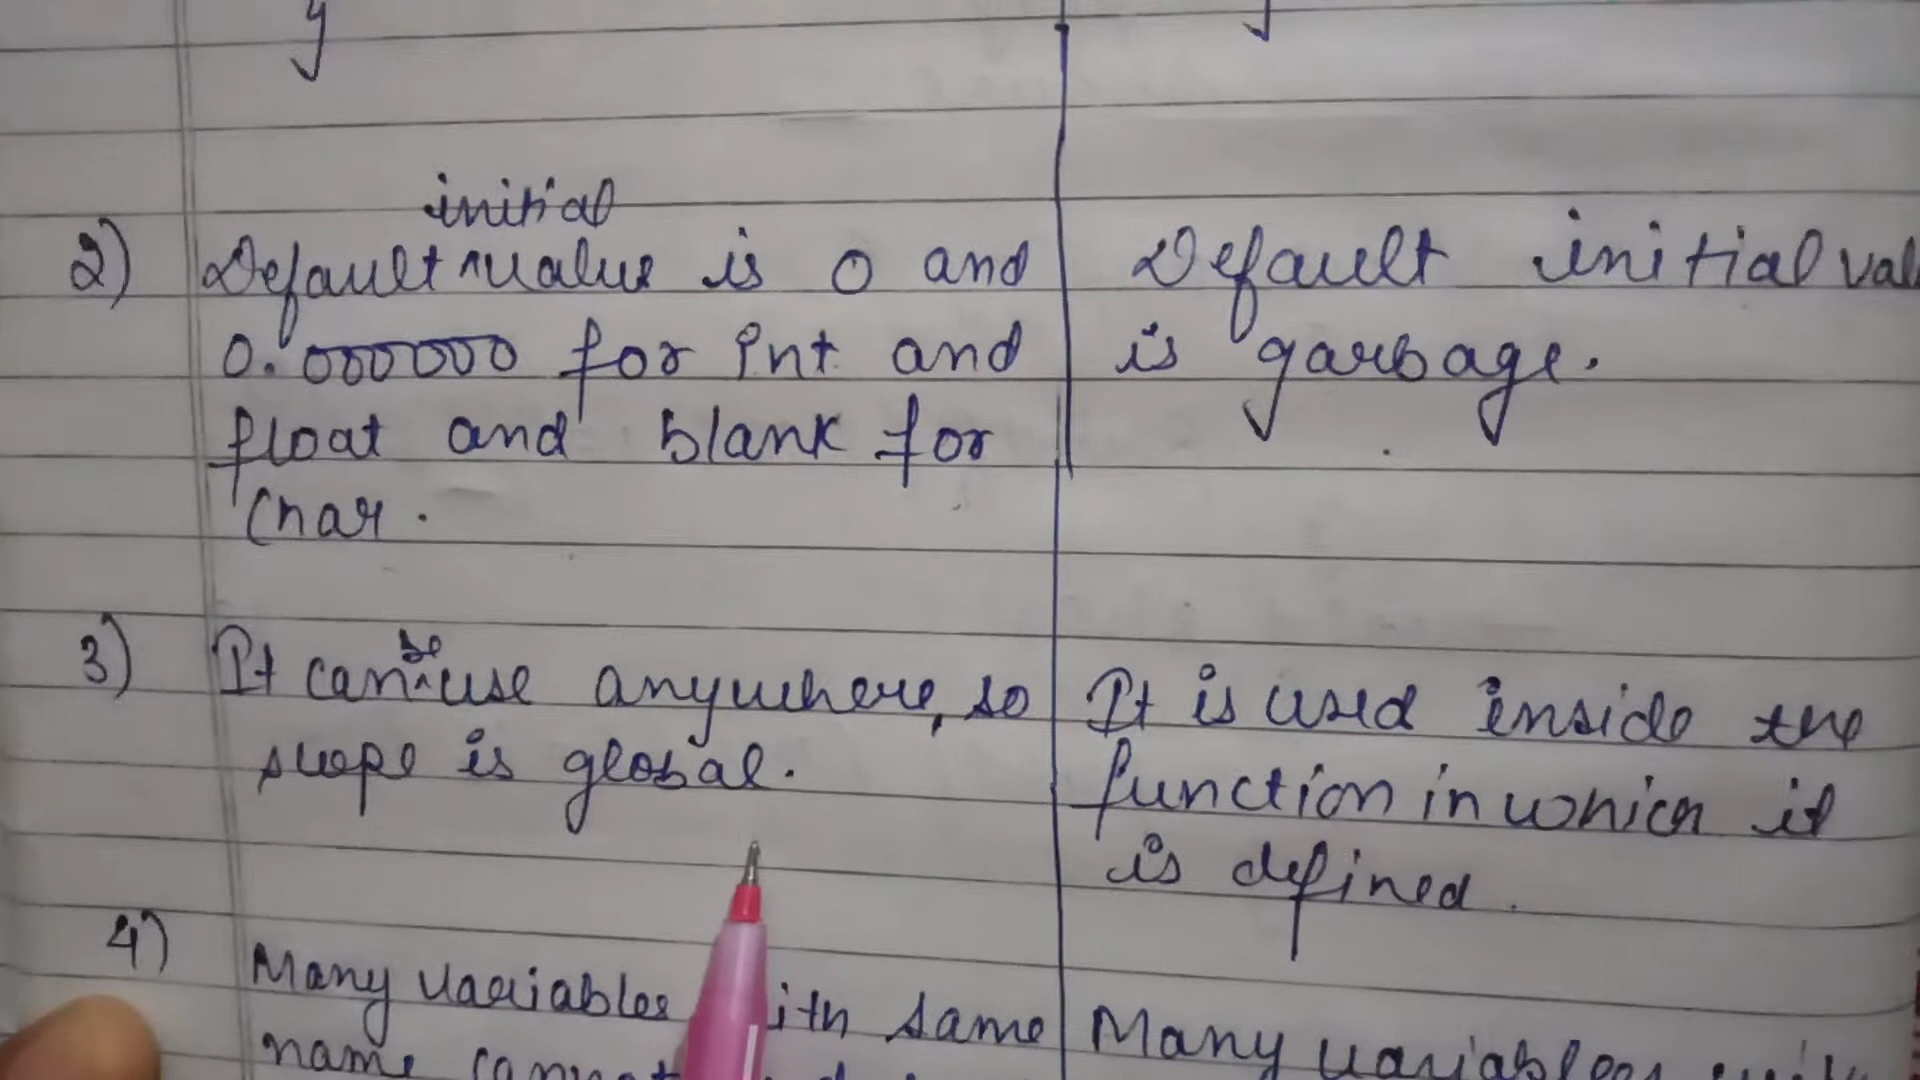 y
2) Default initial value is 0 and
0.000000 for int and
float and blank for
char.
Default initial val
is garbage.
3) It can be use anywhere, so
scope is global.
It is used inside the
function in which it
is defined.
4) Many variables with same
name cannot
Many variables